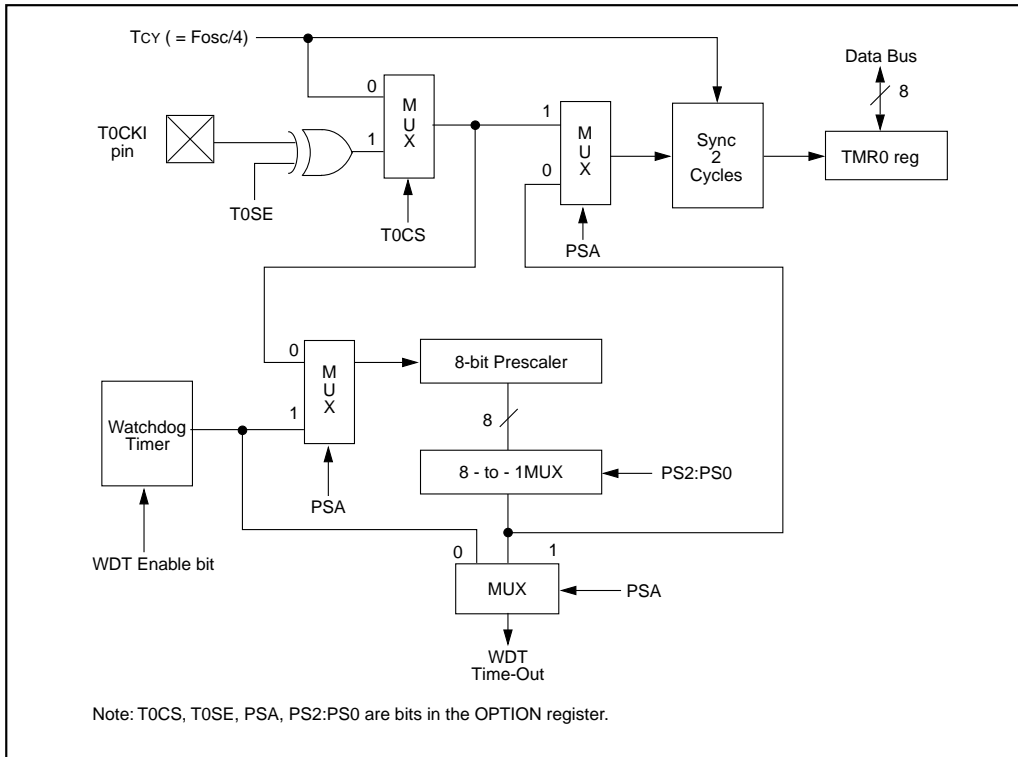 TCY ( = Fosc/4)
Data Bus
0
8
M
U
X
1
M
U
X
T0CKI
pin
1
Sync
2
Cycles
TMR0 reg
0
T0SE
T0CS
PSA
0
M
U
X
8-bit Prescaler
8
1
Watchdog
Timer
8 - to - 1MUX
PS2:PS0
PSA
WDT Enable bit
0
1
MUX
PSA
WDT
Time-Out
Note: T0CS, T0SE, PSA, PS2:PS0 are bits in the OPTION register.